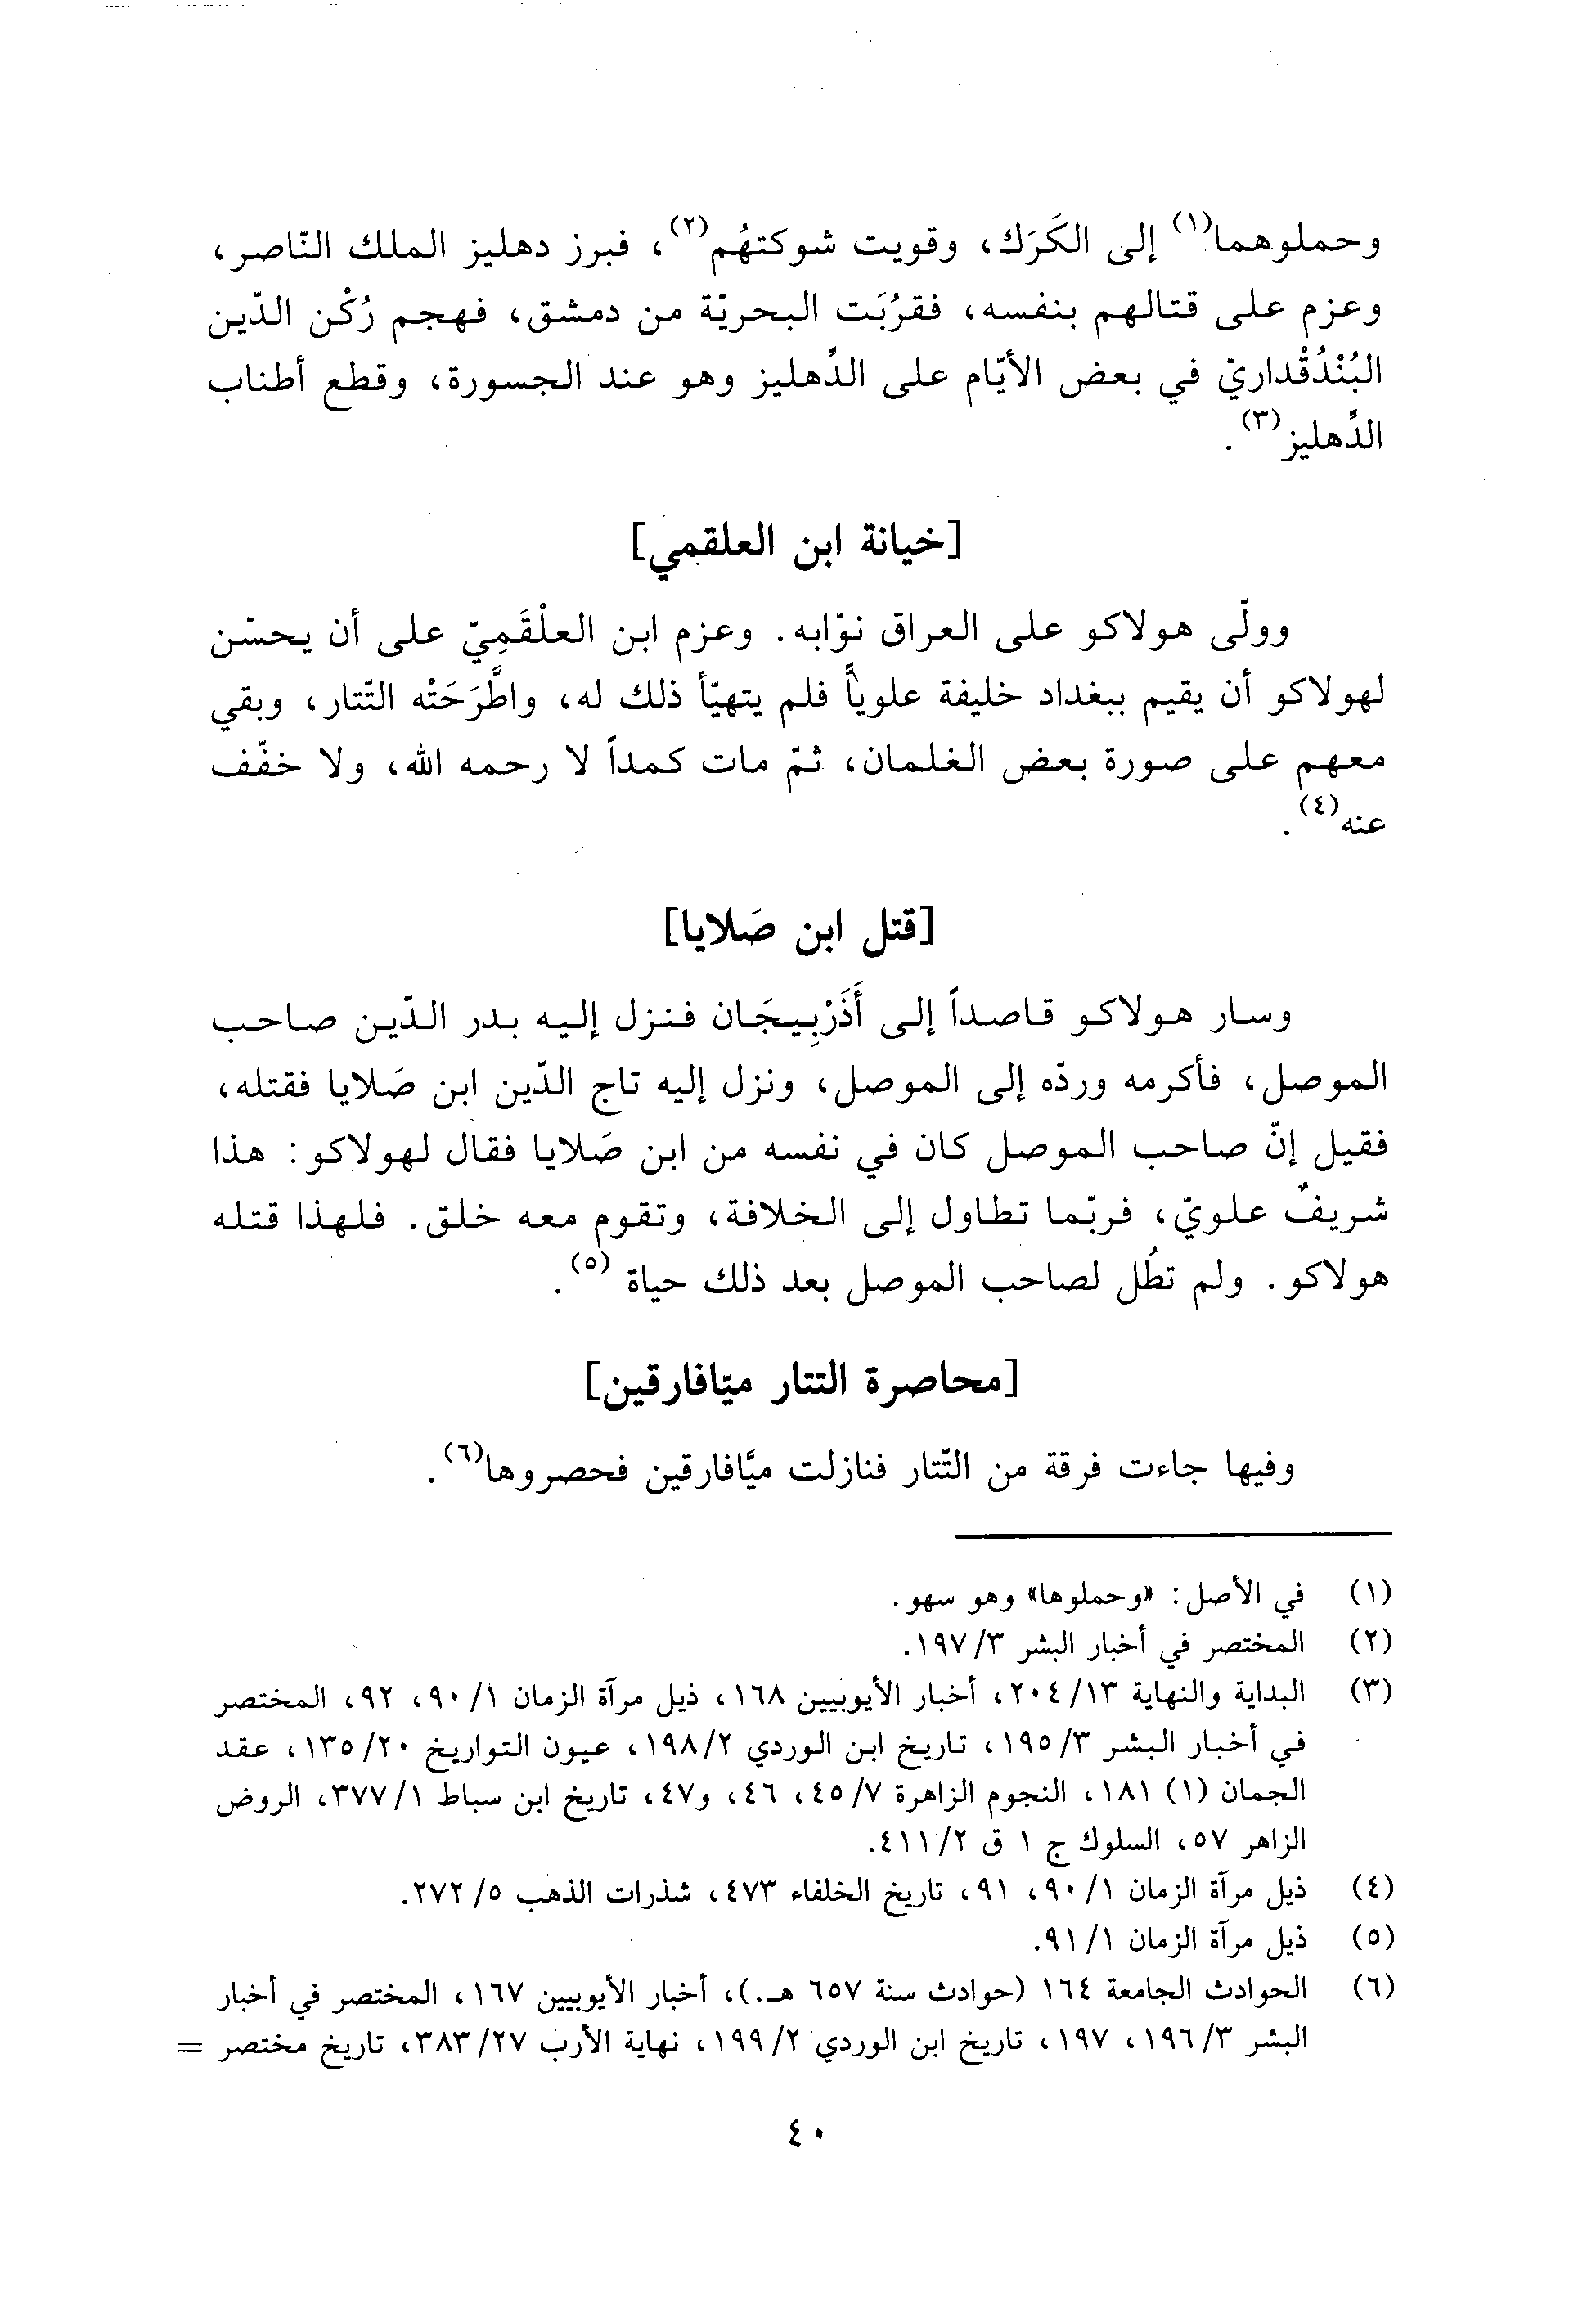 وحملوهما(١) إلى الكَرَك، وقويت شوكتهُم(٢)، فبرز دهليز الملك النّاصر،
وعزم على قتالهم بنفسه، فقرُبَت البحريّة من دمشق، فهجم رُكْن الدّين
البُنْدُقْداريّ في بعض الأيّام على الدِّهليز وهو عند الجسورة، وقطع أطناب
الدِّهليز(٣).
[خيانة ابن العلقمي]
وولّى هولاكو على العراق نوّابه. وعزم ابن العلْقَمِيّ على أن يحسّن
لهولاكو أن يقيم ببغداد خليفة علوياًّ فلم يتهيّأ ذلك له، واطَّرَحَتْه التّتار، وبقي
معهم على صورة بعض الغلمان، ثمّ مات كمداً لا رحمه الله، ولا خفّف
عنه(٤).
[قتل ابن صَلايا]
وسار هولاكو قاصداً إلى أَذَرْبِيجَان فنزل إليه بدر الدّين صاحب
الموصل، فأكرمه وردّه إلى الموصل، ونزل إليه تاج الدّين ابن صَلايا فقتله،
فقيل إنّ صاحب الموصل كان في نفسه من ابن صَلايا فقال لهولاكو: هذا
شريفٌ علويّ، فربّما تطاول إلى الخلافة، وتقوم معه خلق. فلهذا قتله
هولاكو. ولم تطُل لصاحب الموصل بعد ذلك حياة (٥).
[محاصرة التتار ميّافارقين]
وفيها جاءت فرقة من التّتار فنازلت ميَّافارقين فحصروها(٦).
(١) في الأصل: «وحملوها» وهو سهو.
(٢) المختصر في أخبار البشر ٣/ ١٩٧.
(٣) البداية والنهاية ١٣/ ٢٠٤، أخبار الأيوبيين ١٦٨، ذيل مرآة الزمان ١/ ٩٠، ٩٢، المختصر
في أخبار البشر ٣/ ١٩٥، تاريخ ابن الوردي ٢/ ١٩٨، عيون التواريخ ٢٠/ ١٣٥، عقد
الجمان (١) ١٨١، النجوم الزاهرة ٧/ ٤٥، ٤٦، و٤٧، تاريخ ابن سباط ١/ ٣٧٧، الروض
الزاهر ٥٧، السلوك ج ١ ق ٢/ ٤١١.
(٤) ذيل مرآة الزمان ١/ ٩٠، ٩١، تاريخ الخلفاء ٤٧٣، شذرات الذهب ٥/ ٢٧٢.
(٥) ذيل مرآة الزمان ١/ ٩١.
(٦) الحوادث الجامعة ١٦٤ (حوادث سنة ٦٥٧ هـ.)، أخبار الأيوبيين ١٦٧، المختصر في أخبار
البشر ٣/ ١٩٦، ١٩٧، تاريخ ابن الوردي ٢/ ١٩٩، نهاية الأرب ٢٧/ ٣٨٣، تاريخ مختصر =
٤٠